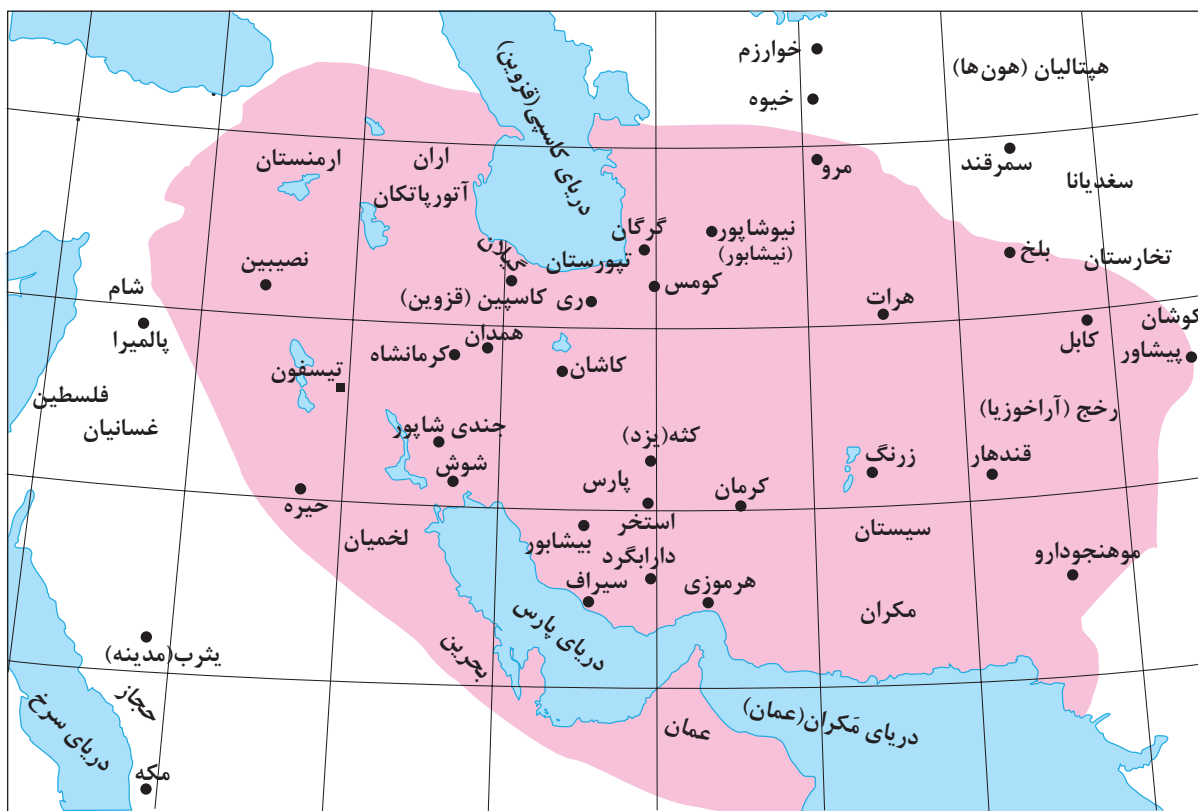 خوارزم
هپتالیان (هون‌ها)
خیوه
دریای کاسپی (قزوین)
سمرقند
سغدیانا
مرو
اران
ارمنستان
آتورپاتکان
نیوشاپور
(نیشابور)
گرگان
تپورستان
گیلان
بلخ
تخارستان
نصیبین
کومس
ری
کاسپین (قزوین)
هرات
شام
پالمیرا
کوشان
کابل
پیشاور
همدان
کرمانشاه
کاشان
تیسفون
فلسطین
غسانیان
رخج (آراخوزیا)
جندی شاپور
کثه(یزد)
شوش
زرنگ
قندهار
پارس
کرمان
حیره
استخر
لخمیان
بیشابور
سیستان
دارابگرد
موهنجودارو
سیراف
هرموزی
مکران
دریای پارس
یثرب(مدینه)
بحرین
حجاز
دریای سرخ
عمان
دریای مَکران(عمان)
مکه